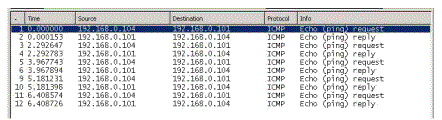 - Time Source Destination Protocol Info
1 0.000000 192.168.0.104 192.168.0.101 ICMP Echo (ping) request
2 0.000153 192.168.0.101 192.168.0.104 ICMP Echo (ping) reply
3 2.292647 192.168.0.104 192.168.0.101 ICMP Echo (ping) request
4 2.292783 192.168.0.101 192.168.0.104 ICMP Echo (ping) reply
5 3.967743 192.168.0.104 192.168.0.101 ICMP Echo (ping) request
6 3.967894 192.168.0.101 192.168.0.104 ICMP Echo (ping) reply
9 5.181231 192.168.0.104 192.168.0.101 ICMP Echo (ping) request
10 5.181398 192.168.0.101 192.168.0.104 ICMP Echo (ping) reply
11 6.408574 192.168.0.104 192.168.0.101 ICMP Echo (ping) request
12 6.408726 192.168.0.101 192.168.0.104 ICMP Echo (ping) reply